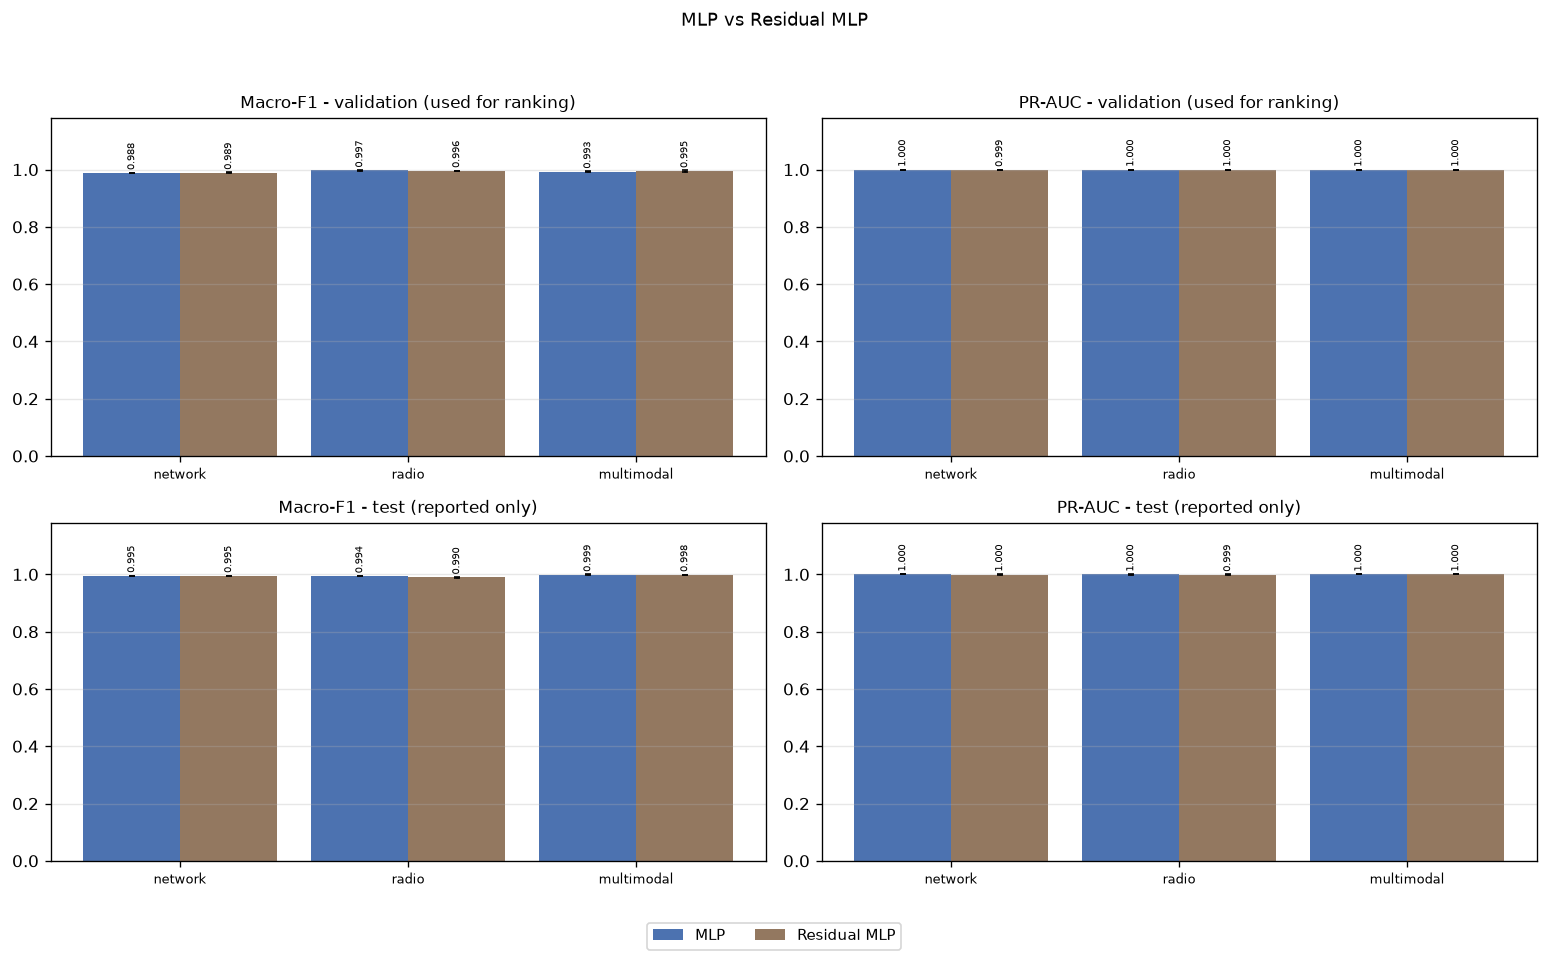 MLP vs Residual MLP
Macro-F1 - validation (used for ranking)
0.988 0.989 0.997 0.996 0.993 0.995
1.0
0.8
0.6
0.4
0.2
0.0
network radio multimodal
PR-AUC - validation (used for ranking)
1.000 0.999 1.000 1.000 1.000 1.000
1.0
0.8
0.6
0.4
0.2
0.0
network radio multimodal
Macro-F1 - test (reported only)
0.995 0.995 0.994 0.990 0.999 0.998
1.0
0.8
0.6
0.4
0.2
0.0
network radio multimodal
PR-AUC - test (reported only)
1.000 1.000 1.000 0.999 1.000 1.000
1.0
0.8
0.6
0.4
0.2
0.0
network radio multimodal
MLP Residual MLP